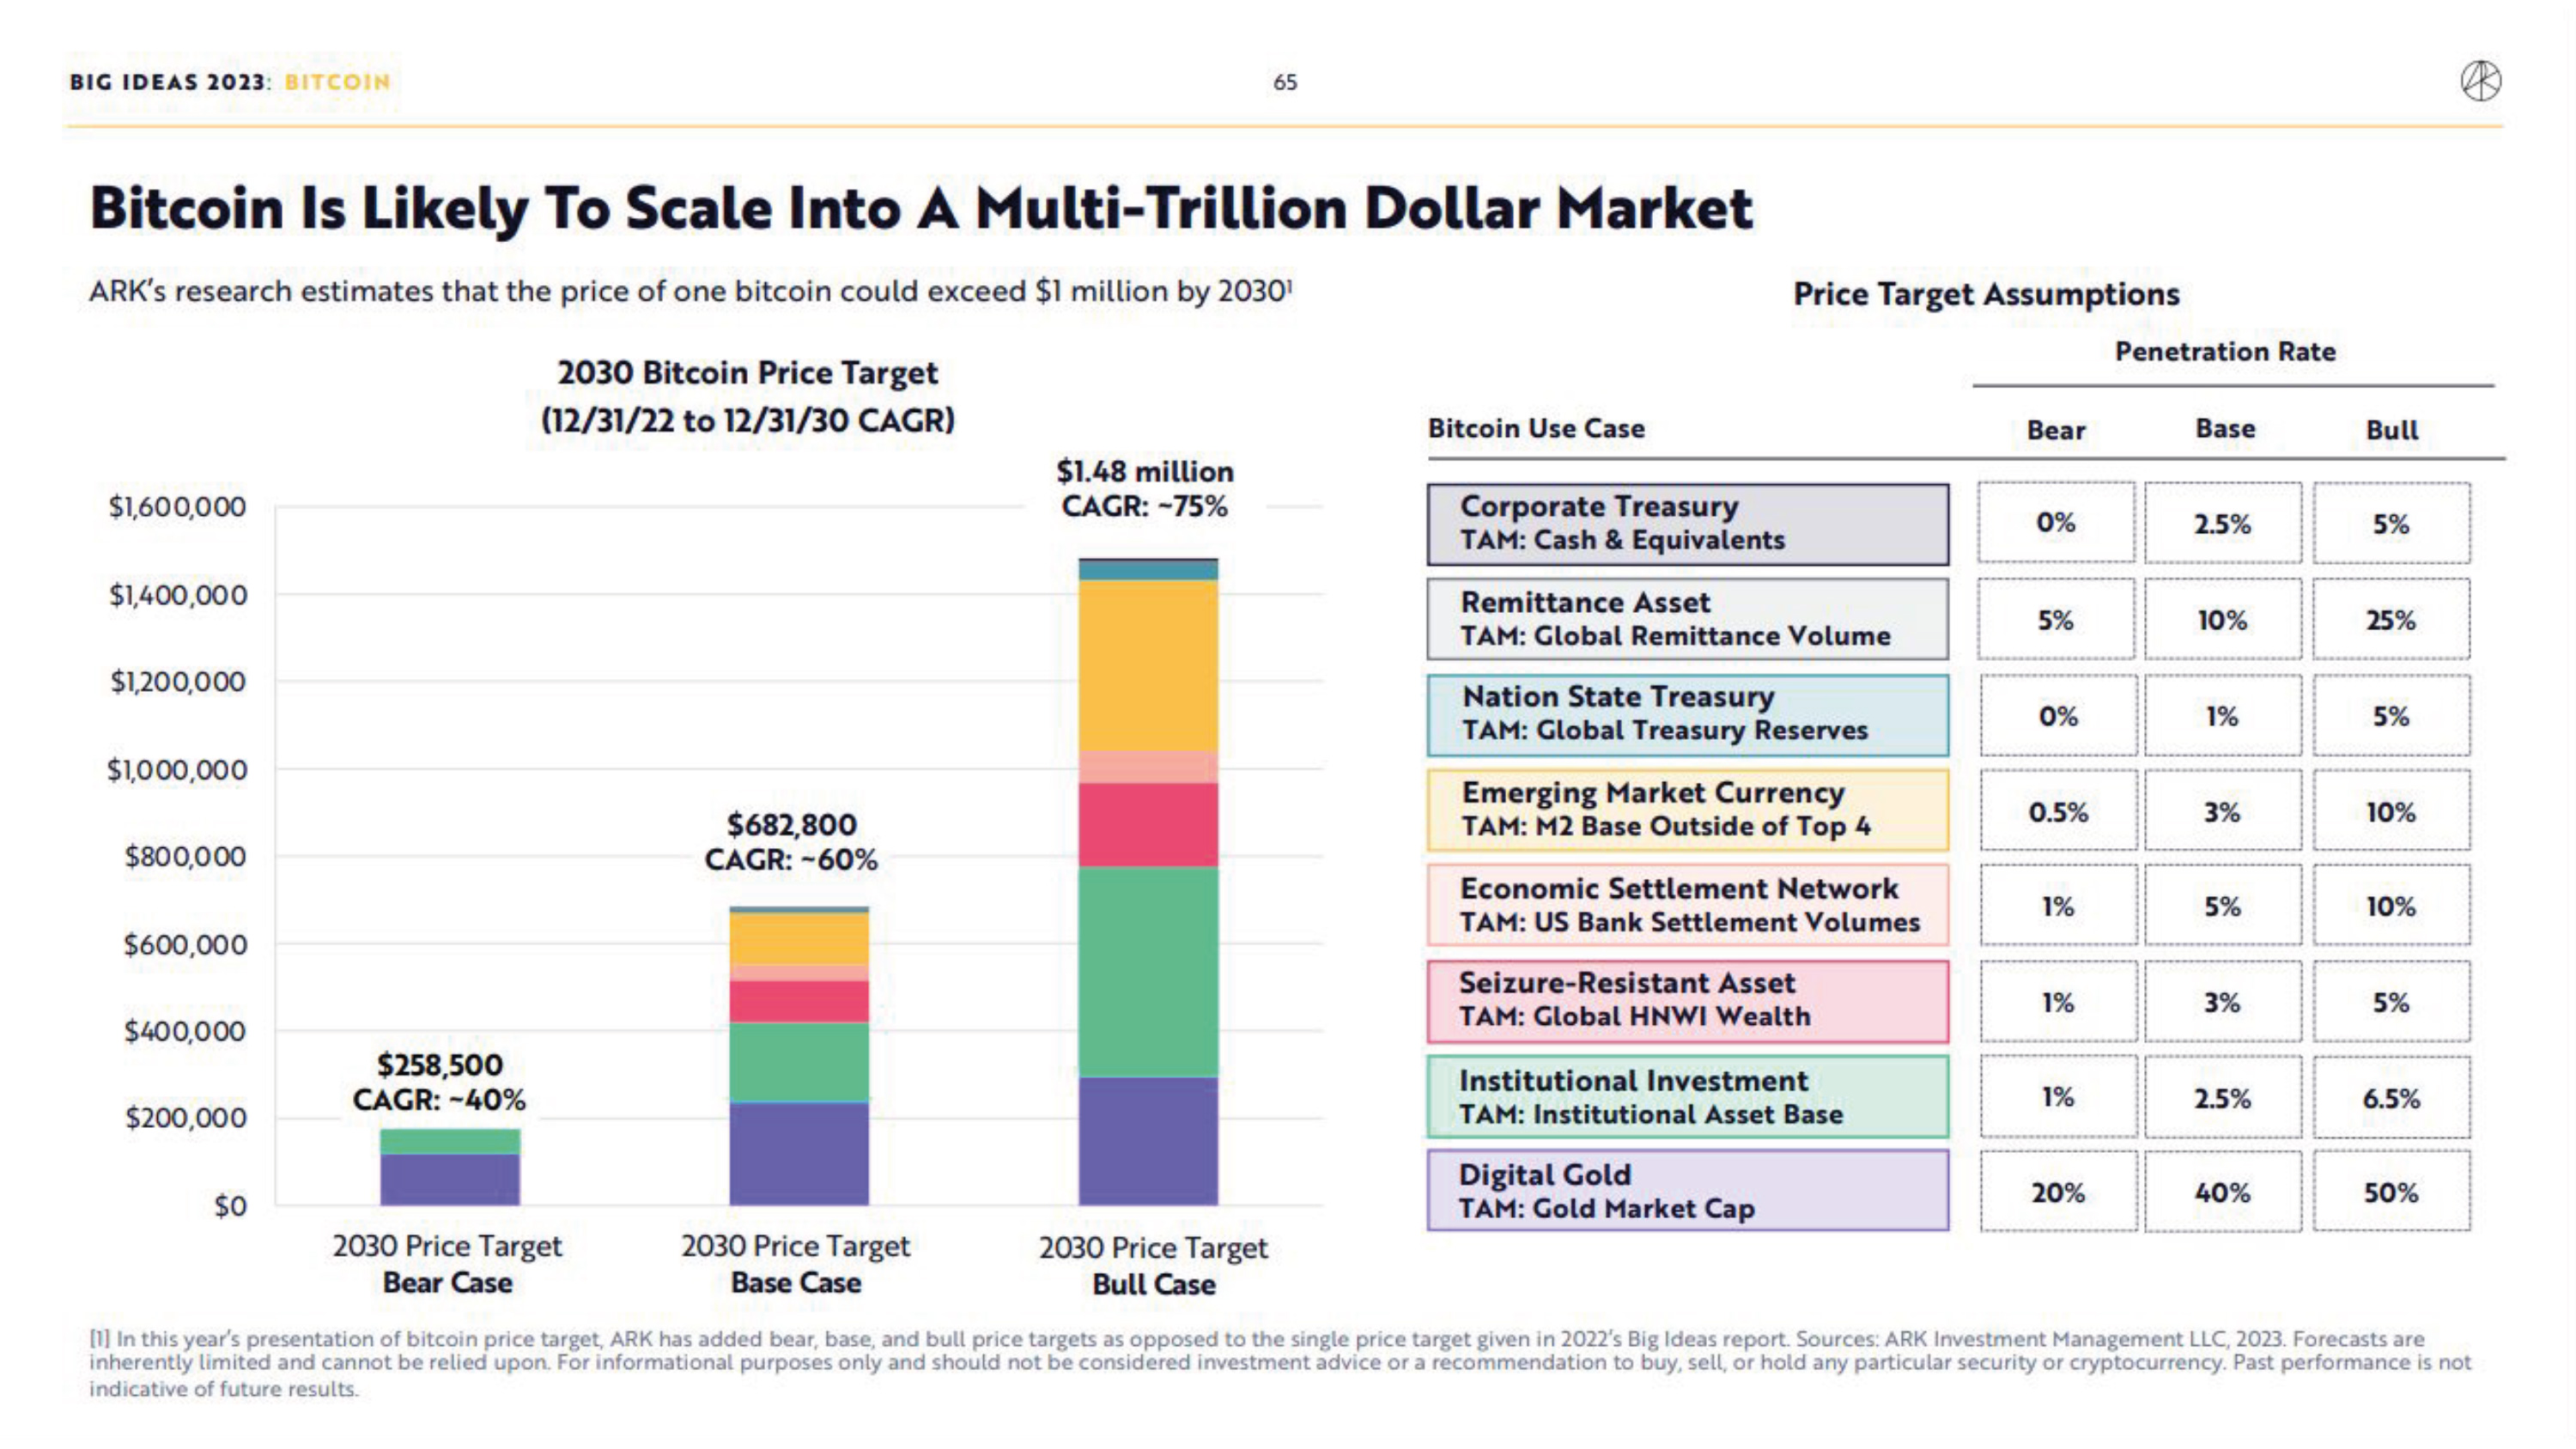 BIG IDEAS 2023: BITCOIN
65
Bitcoin Is Likely To Scale Into A Multi-Trillion Dollar Market
ARK's research estimates that the price of one bitcoin could exceed $1 million by 2030¹
2030 Bitcoin Price Target
(12/31/22 to 12/31/30 CAGR)
$1.48 million
CAGR: ~75%
$1,600,000
$1,400,000
$1,200,000
$1,000,000
$682,800
CAGR: ~60%
$800,000
$600,000
$400,000
$258,500
CAGR: ~40%
$200,000
$0
2030 Price Target
Bear Case
2030 Price Target
Base Case
2030 Price Target
Bull Case
Price Target Assumptions
Penetration Rate
Bitcoin Use Case Bear Base Bull
Corporate Treasury
TAM: Cash & Equivalents
0% 2.5% 5%
Remittance Asset
TAM: Global Remittance Volume
5% 10% 25%
Nation State Treasury
TAM: Global Treasury Reserves
0% 1% 5%
Emerging Market Currency
TAM: M2 Base Outside of Top 4
0.5% 3% 10%
Economic Settlement Network
TAM: US Bank Settlement Volumes
1% 5% 10%
Seizure-Resistant Asset
TAM: Global HNWI Wealth
1% 3% 5%
Institutional Investment
TAM: Institutional Asset Base
1% 2.5% 6.5%
Digital Gold
TAM: Gold Market Cap
20% 40% 50%
[1] In this year's presentation of bitcoin price target, ARK has added bear, base, and bull price targets as opposed to the single price target given in 2022's Big Ideas report. Sources: ARK Investment Management LLC, 2023. Forecasts are
inherently limited and cannot be relied upon. For informational purposes only and should not be considered investment advice or a recommendation to buy, sell, or hold any particular security or cryptocurrency. Past performance is not
indicative of future results.